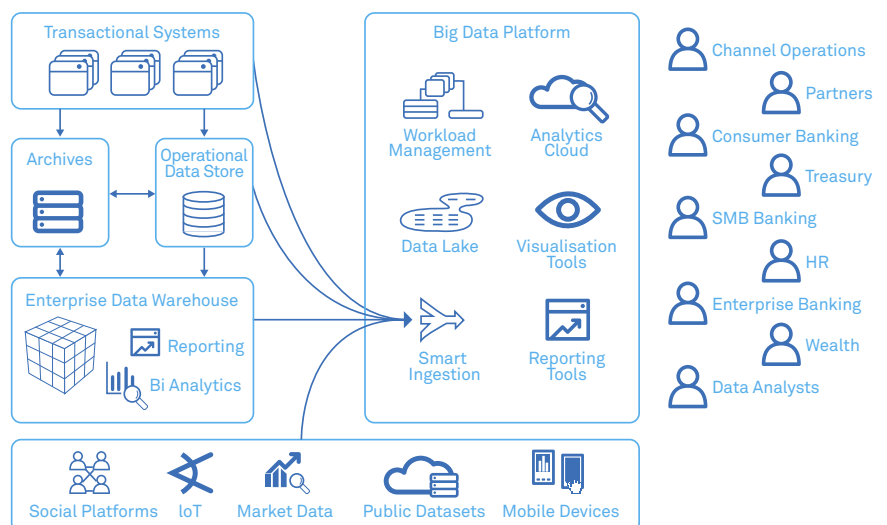 Transactional Systems
Archives
Operational
Data Store
Enterprise Data Warehouse
Reporting
Bi Analytics
Big Data Platform
Workload
Management
Analytics
Cloud
Data Lake
Visualisation
Tools
Smart
Ingestion
Reporting
Tools
Channel Operations
Partners
Consumer Banking
Treasury
SMB Banking
HR
Enterprise Banking
Wealth
Data Analysts
Social Platforms
IoT
Market Data
Public Datasets
Mobile Devices